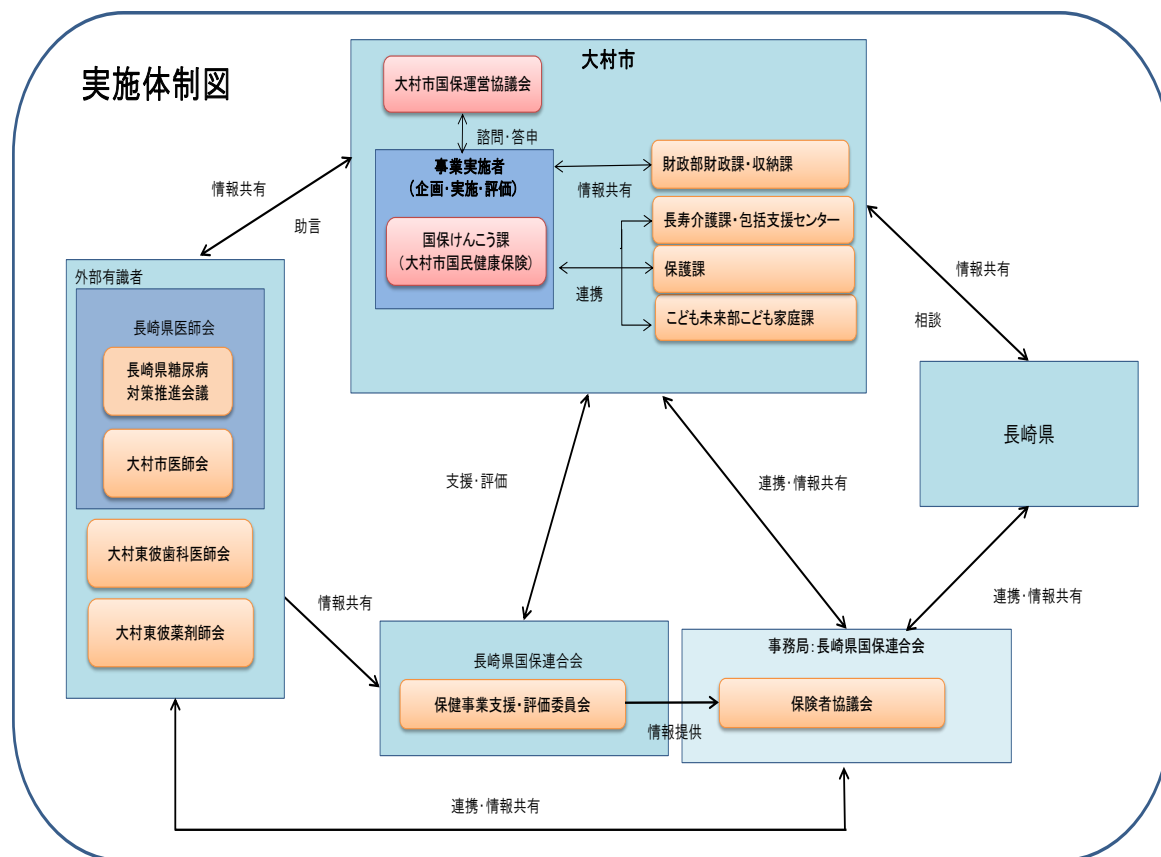 実施体制図
大村市
大村市国保運営協議会
諮問・答申
事業実施者
(企画・実施・評価)
国保けんこう課
(大村市国民健康保険)
情報共有
財政部財政課・収納課
長寿介護課・包括支援センター
保護課
こども未来部こども家庭課
連携
情報共有
助言
外部有識者
長崎県医師会
長崎県糖尿病
対策推進会議
大村市医師会
大村東彼歯科医師会
大村東彼薬剤師会
情報共有
相談
長崎県
支援・評価
連携・情報共有
連携・情報共有
情報共有
長崎県国保連合会
保健事業支援・評価委員会
情報提供
事務局:長崎県国保連合会
保険者協議会
連携・情報共有